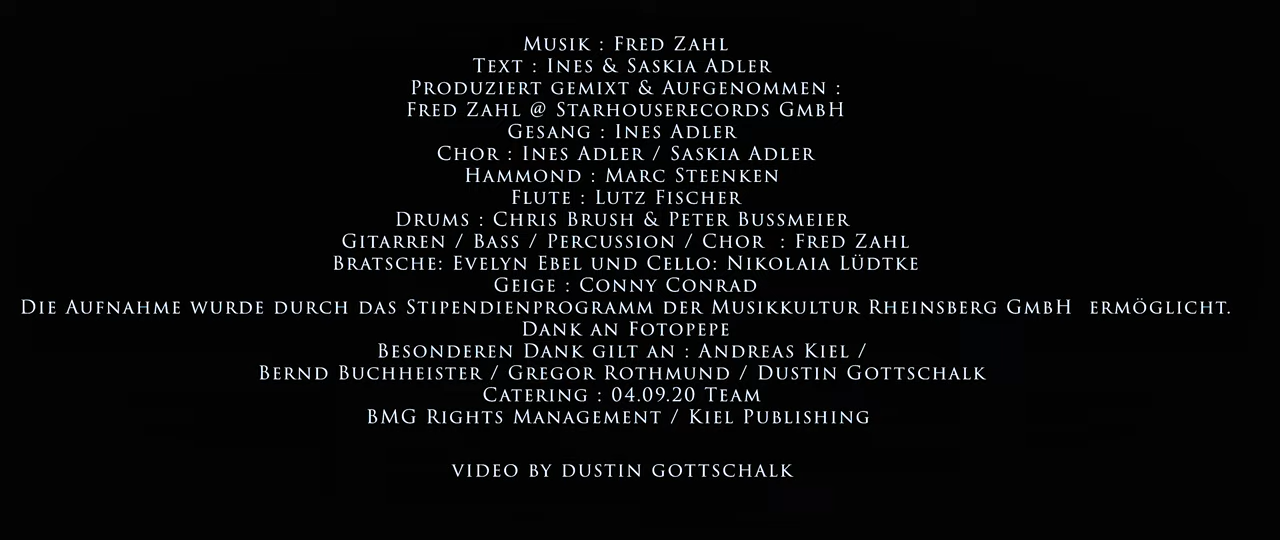 Musik : Fred Zahl
Text : Ines & Saskia Adler
Produziert gemixt & Aufgenommen :
Fred Zahl @ Starhouserecords GmbH
Gesang : Ines Adler
Chor : Ines Adler / Saskia Adler
Hammond : Marc Steenken
Flute : Lutz Fischer
Drums : Chris Brush & Peter Bussmeier
Gitarren / Bass / Percussion / Chor  : Fred Zahl
Bratsche: Evelyn Ebel und Cello: Nikolaia Lüdtke
Geige : Conny Conrad
Die Aufnahme wurde durch das Stipendienprogramm der Musikkultur Rheinsberg GmbH  ermöglicht.
Dank an Fotopepe
Besonderen Dank gilt an : Andreas Kiel /
Bernd Buchheister / Gregor Rothmund / Dustin Gottschalk
Catering : 04.09.20 Team
BMG Rights Management / Kiel Publishing
video by dustin gottschalk